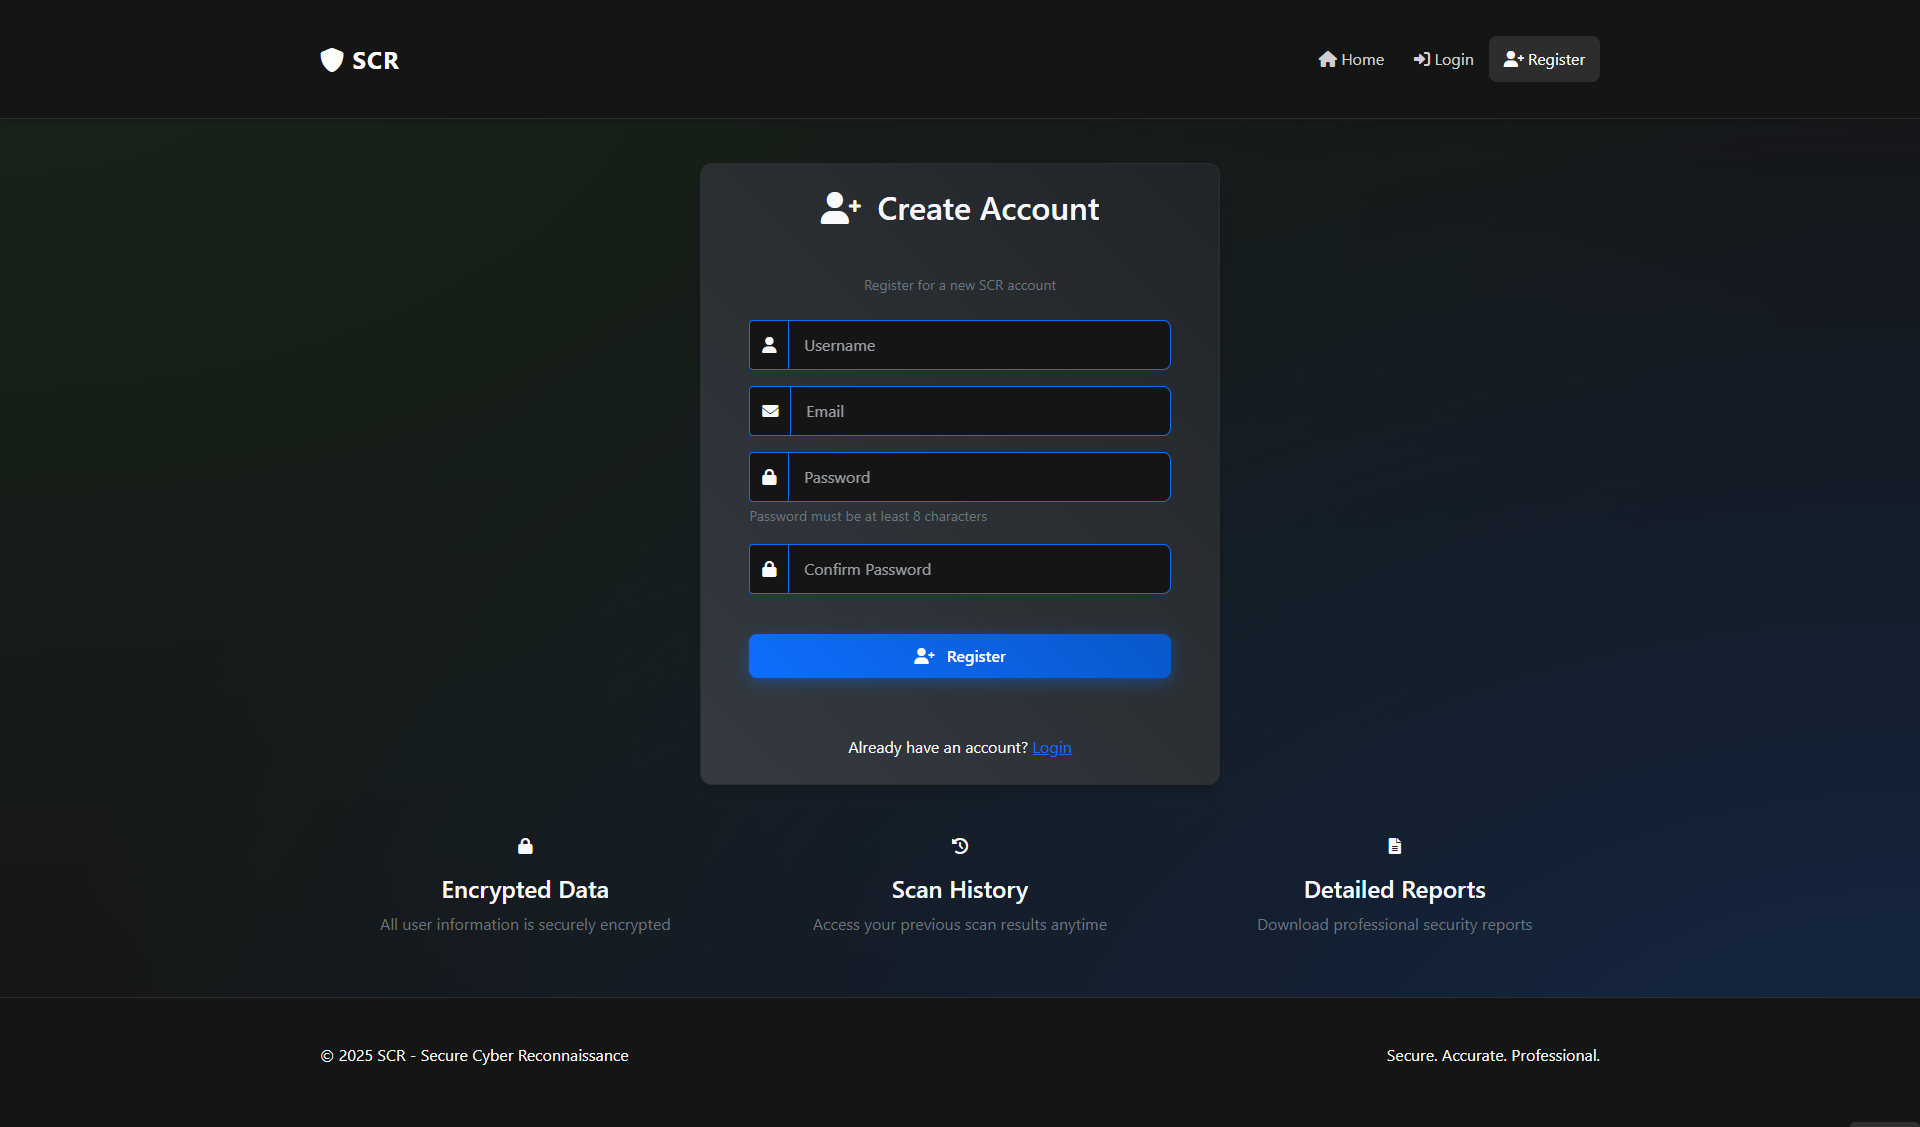 SCR
Home
Login
Register
Create Account
Register for a new SCR account
Username
Email
Password
Password must be at least 8 characters
Confirm Password
Register
Already have an account? Login
Encrypted Data
All user information is securely encrypted
Scan History
Access your previous scan results anytime
Detailed Reports
Download professional security reports
© 2025 SCR - Secure Cyber Reconnaissance
Secure. Accurate. Professional.